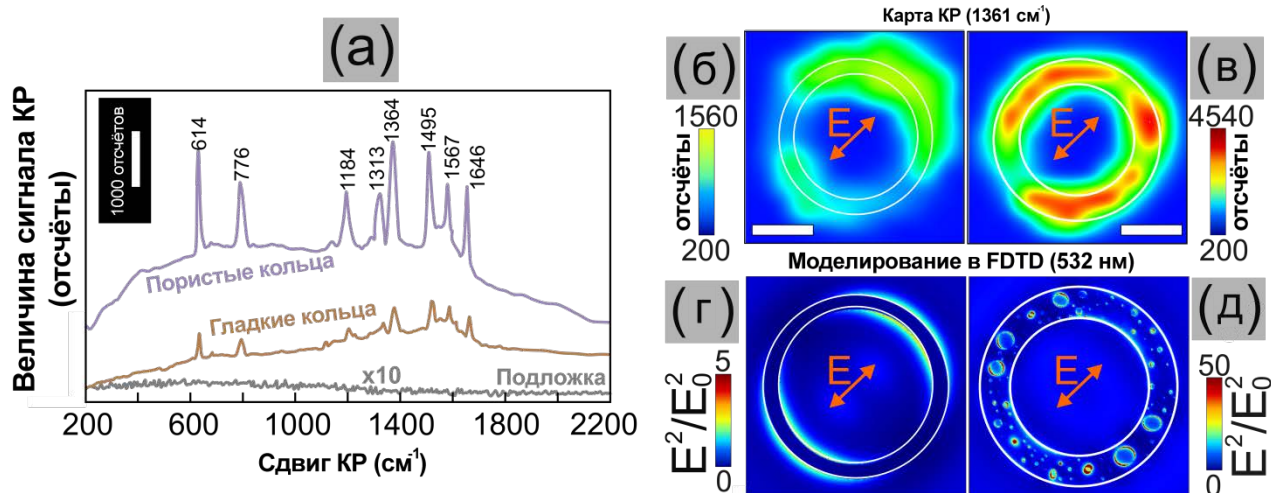 (а)
Величина сигнала КР
(отсчёты)
1000 отсчётов
614
776
1184
1313
1364
1495
1567
1646
Пористые кольца
Гладкие кольца
x10
Подложка
200
600
1000
1400
1800
2200
Сдвиг КР (см⁻¹)
Карта КР (1361 см⁻¹)
(б)
1560
отсчёты
200
E
E
(в)
4540
отсчёты
200
Моделирование в FDTD (532 нм)
(г)
5
E²/E₀²
0
E
E
(д)
50
E²/E₀²
0